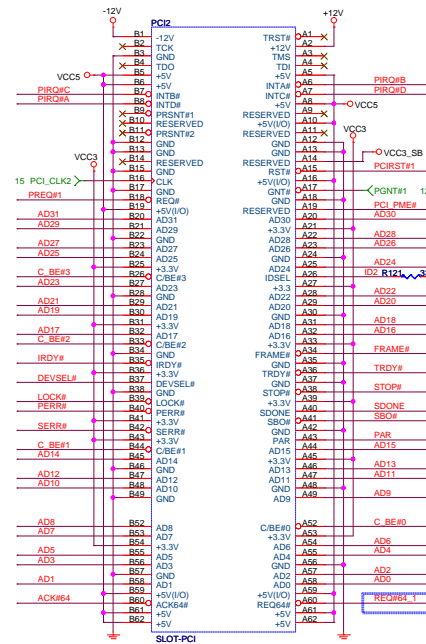 -12V +12V
PCI2
B1 -12V TRST# A1
B2 TCK +12V A2
B3 GND TMS A3
B4 TDO TDI A4
VCC5 B5 +5V +5V A5
B6 +5V INTA# A6 PIRQ#B
PIRQ#C B7 INTB# INTC# A7 PIRQ#D
PIRQ#A B8 INTD# +5V A8 VCC5
B9 PRSNT#1 RESERVED A9
B10 RESERVED +5V(I/O) A10
B11 PRSNT#2 RESERVED A11
B12 GND GND A12 VCC3
B13 GND GND A13
VCC3 B14 RESERVED RESERVED A14 VCC3_SB
B15 GND RST# A15 PCIRST#1
15 PCI_CLK2 B16 CLK +5V(I/O) A16
B17 GND GNT# A17 PGNT#1
PREQ#1 B18 REQ# GND A18
B19 +5V(I/O) RESERVED A19 PCI_PME#
AD31 B20 AD31 AD30 A20 AD30
AD29 B21 AD29 +3.3V A21
B22 GND AD28 A22 AD28
AD27 B23 AD27 AD26 A23 AD26
AD25 B24 AD25 GND A24
B25 +3.3V AD24 A25 AD24
C_BE#3 B26 C/BE#3 IDSEL A26 ID2 R121
AD23 B27 AD23 +3.3 A27
B28 GND AD22 A28 AD22
AD21 B29 AD21 AD20 A29 AD20
AD19 B30 AD19 GND A30
B31 +3.3V AD18 A31 AD18
AD17 B32 AD17 AD16 A32 AD16
C_BE#2 B33 C/BE#2 +3.3V A33
B34 GND FRAME# A34 FRAME#
IRDY# B35 IRDY# GND A35
B36 +3.3V TRDY# A36 TRDY#
DEVSEL# B37 DEVSEL# GND A37
B38 GND STOP# A38 STOP#
LOCK# B39 LOCK# +3.3V A39
PERR# B40 PERR# SDONE A40 SDONE
B41 +3.3V SBO# A41 SBO#
SERR# B42 SERR# GND A42
B43 +3.3V PAR A43 PAR
C_BE#1 B44 C/BE#1 AD15 A44 AD15
AD14 B45 AD14 +3.3V A45
B46 GND AD13 A46 AD13
AD12 B47 AD12 AD11 A47 AD11
AD10 B48 AD10 GND A48
B49 GND AD9 A49 AD9
AD8 B52 AD8 C/BE#0 A52 C_BE#0
AD7 B53 AD7 +3.3V A53
B54 +3.3V AD6 A54 AD6
AD5 B55 AD5 AD4 A55 AD4
AD3 B56 AD3 GND A56
B57 GND AD2 A57 AD2
AD1 B58 AD1 AD0 A58 AD0
B59 +5V(I/O) +5V(I/O) A59
ACK#64 B60 ACK64# REQ64# A60 REQ#64_1
B61 +5V +5V A61
B62 +5V +5V A62
SLOT-PCI